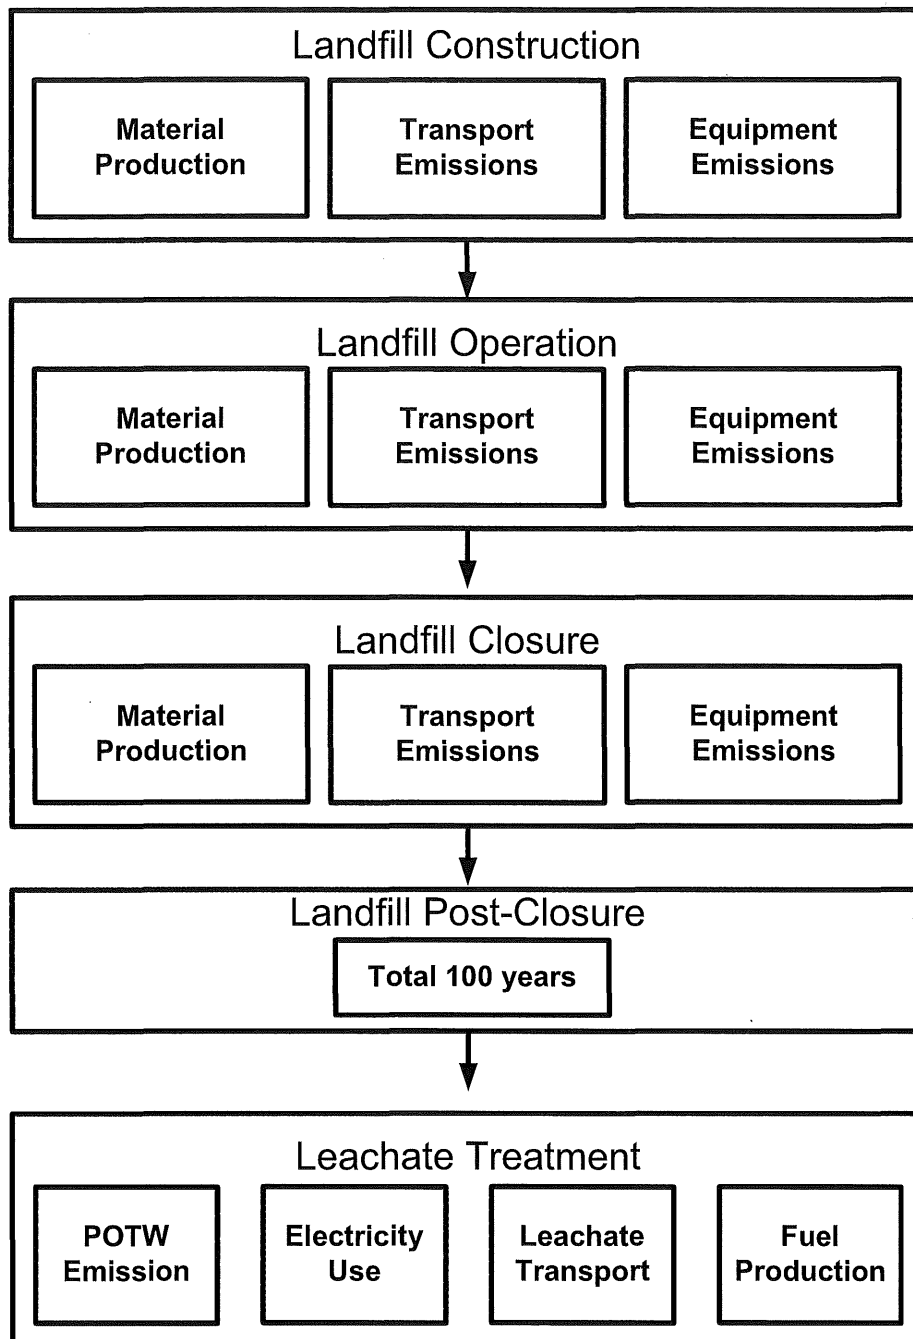 Landfill Construction
Material
Production
Transport
Emissions
Equipment
Emissions
Landfill Operation
Material
Production
Transport
Emissions
Equipment
Emissions
Landfill Closure
Material
Production
Transport
Emissions
Equipment
Emissions
Landfill Post-Closure
Total 100 years
Leachate Treatment
POTW
Emission
Electricity
Use
Leachate
Transport
Fuel
Production